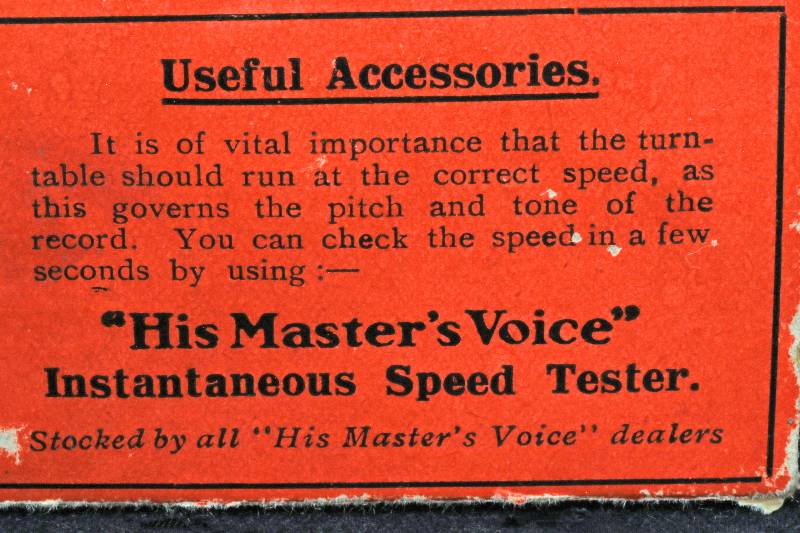 Useful Accessories.
It is of vital importance that the turn-
table should run at the correct speed, as
this governs the pitch and tone of the
record. You can check the speed in a few
seconds by using :—
"His Master's Voice"
Instantaneous Speed Tester.
Stocked by all "His Master's Voice" dealers